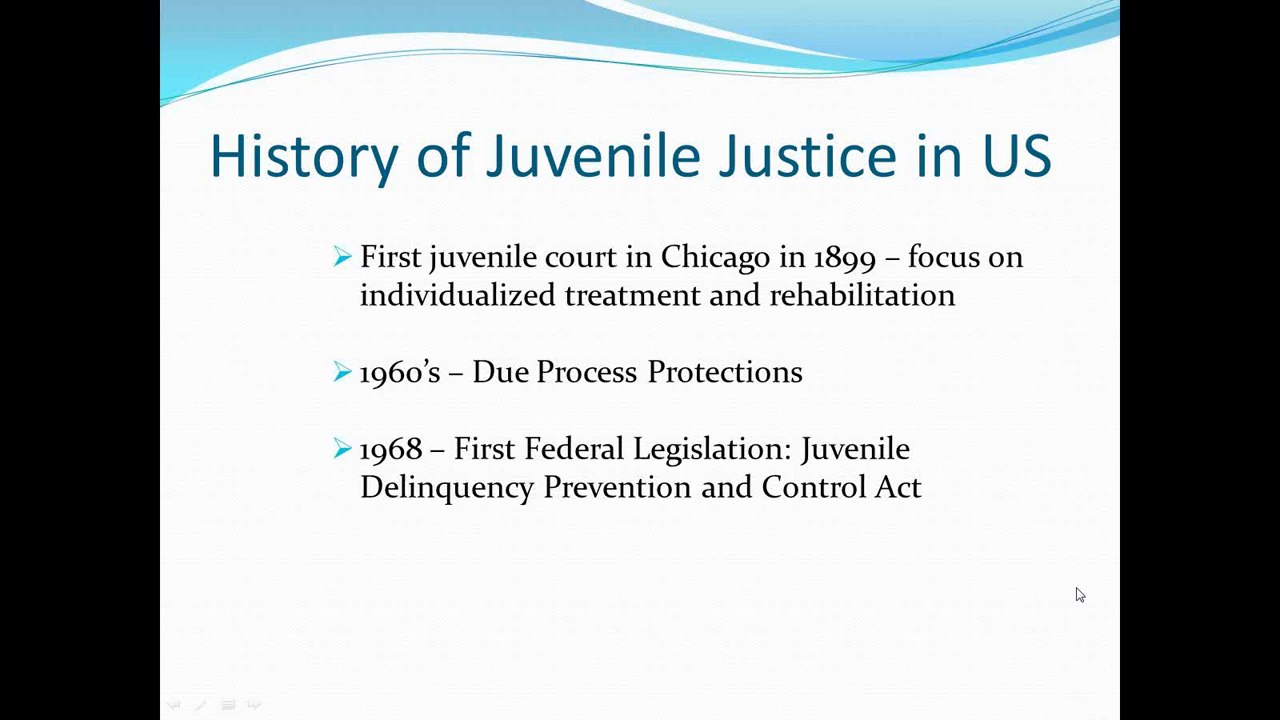 History of Juvenile Justice in US
First juvenile court in Chicago in 1899 – focus on
individualized treatment and rehabilitation
1960’s – Due Process Protections
1968 – First Federal Legislation: Juvenile
Delinquency Prevention and Control Act